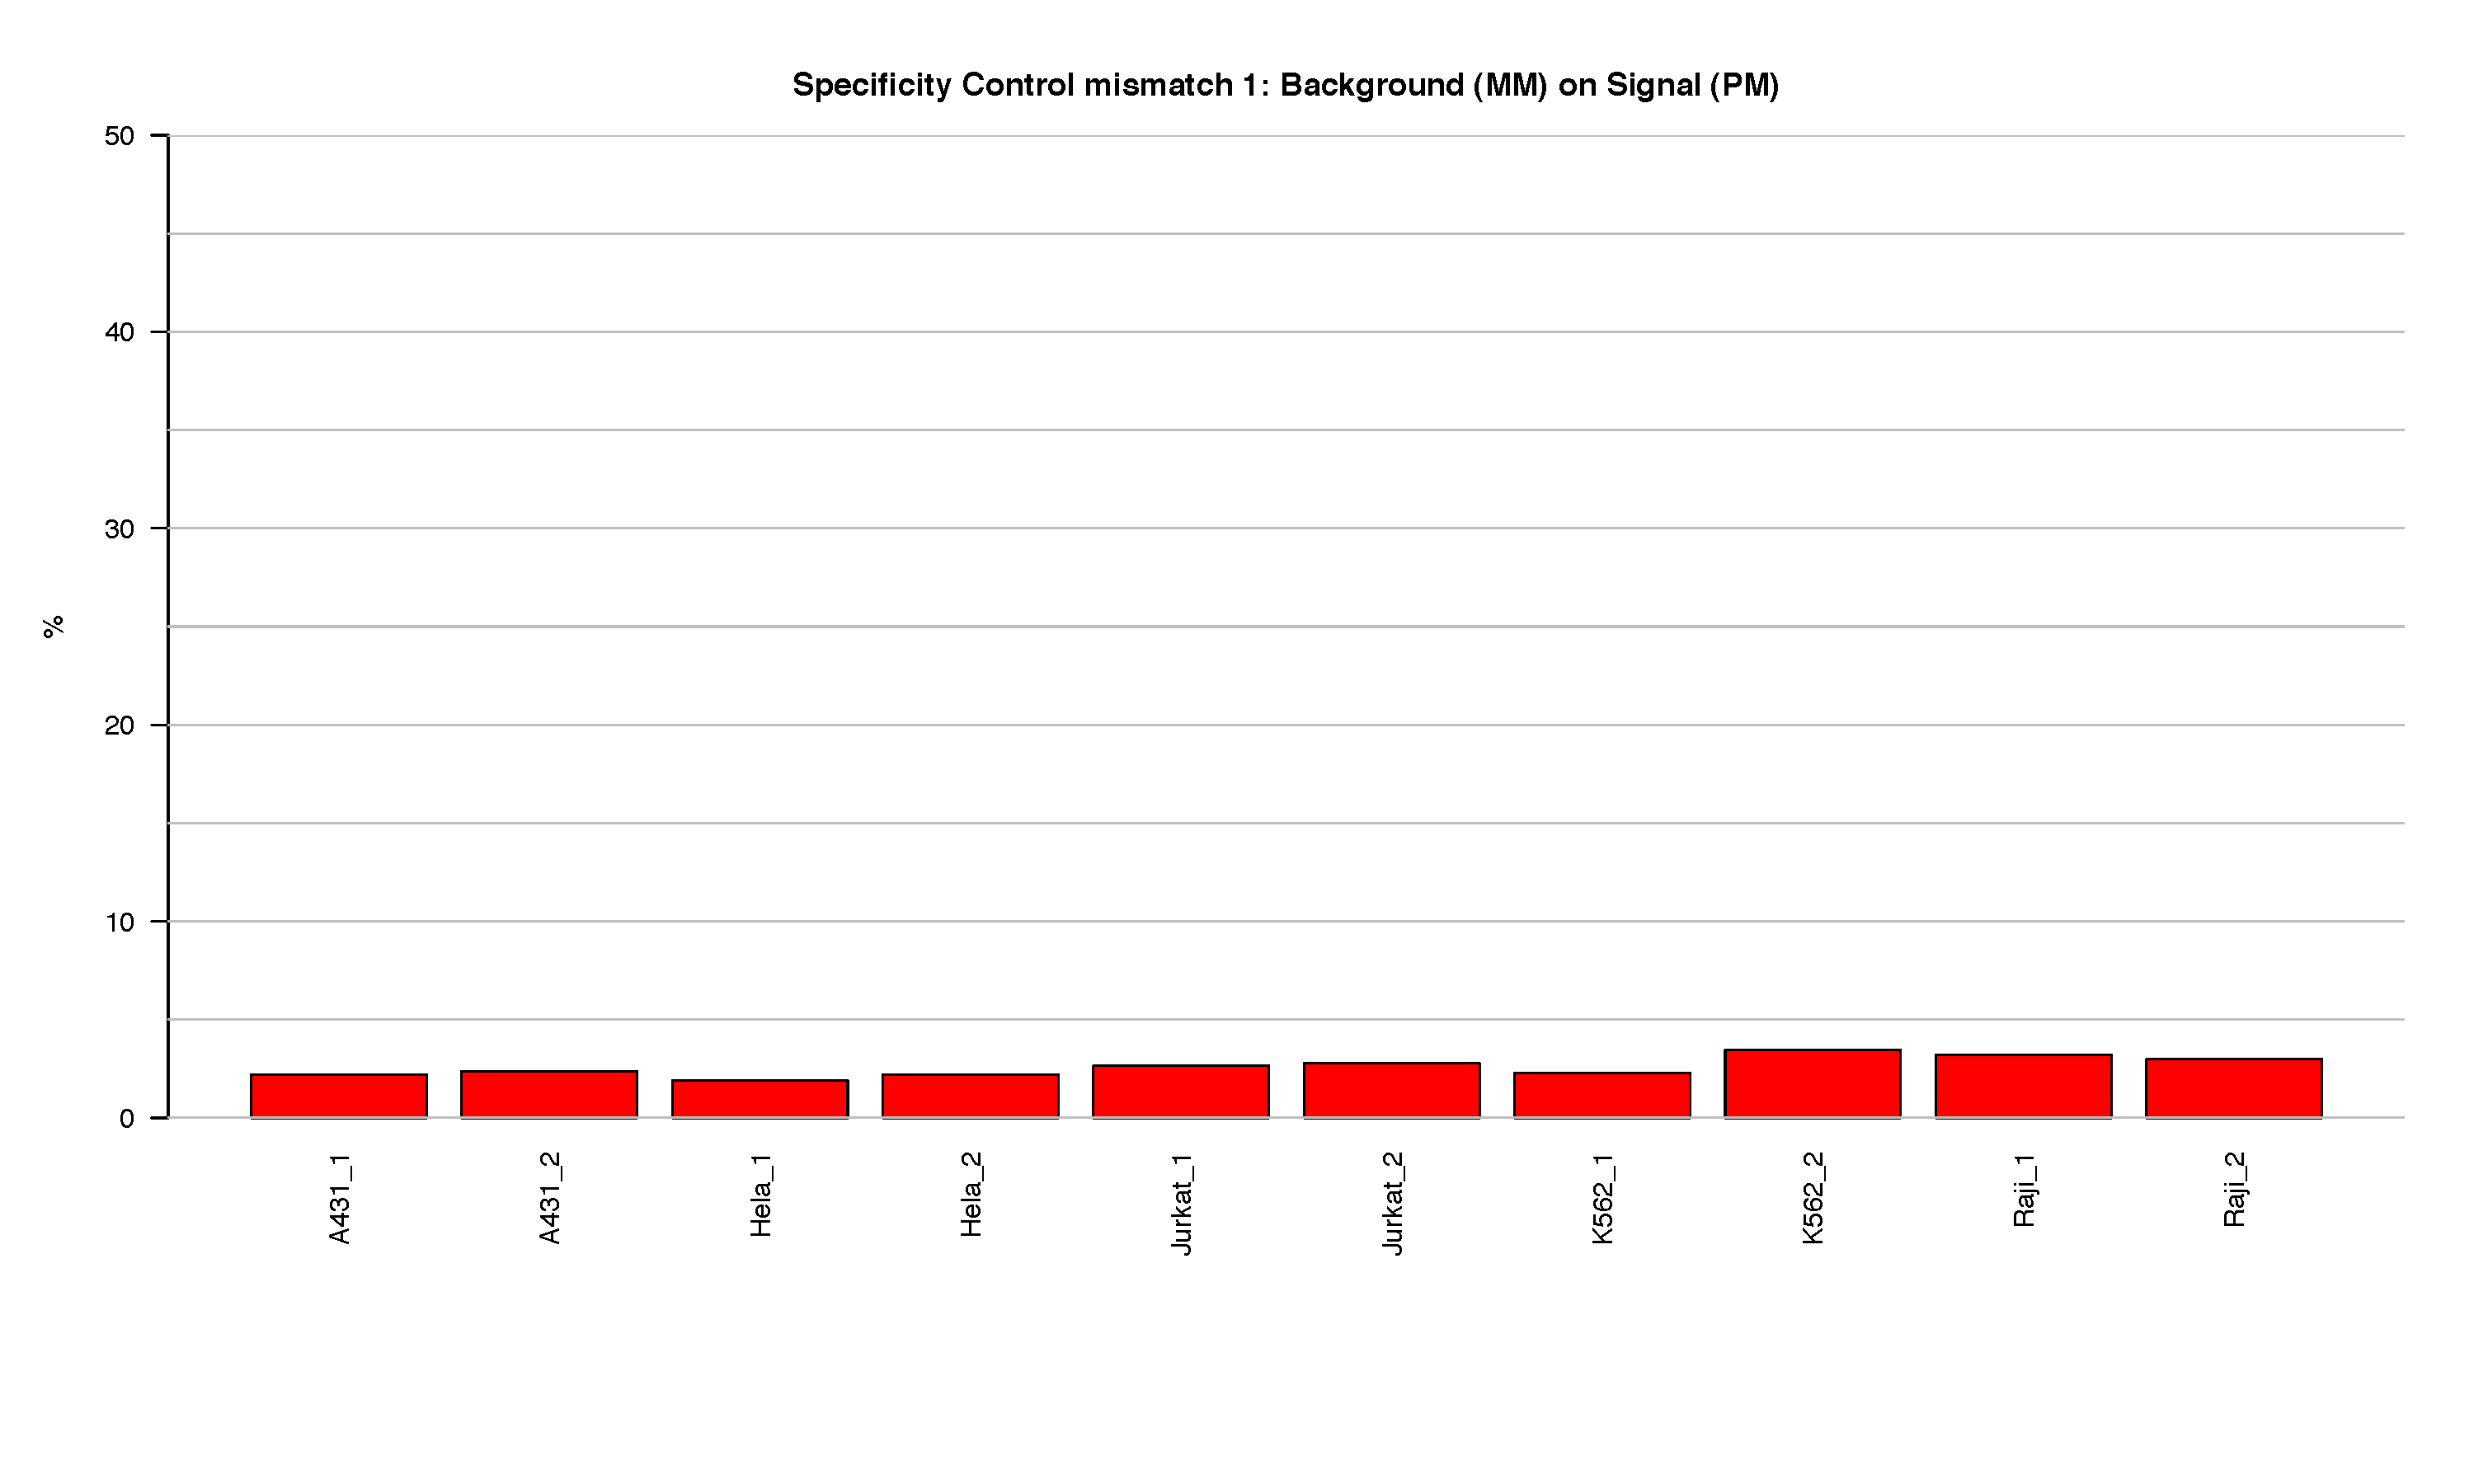 Specificity Control mismatch 1: Background (MM) on Signal (PM)
50
40
30
20
10
0
%
A431_1
A431_2
Hela_1
Hela_2
Jurkat_1
Jurkat_2
K562_1
K562_2
Raji_1
Raji_2